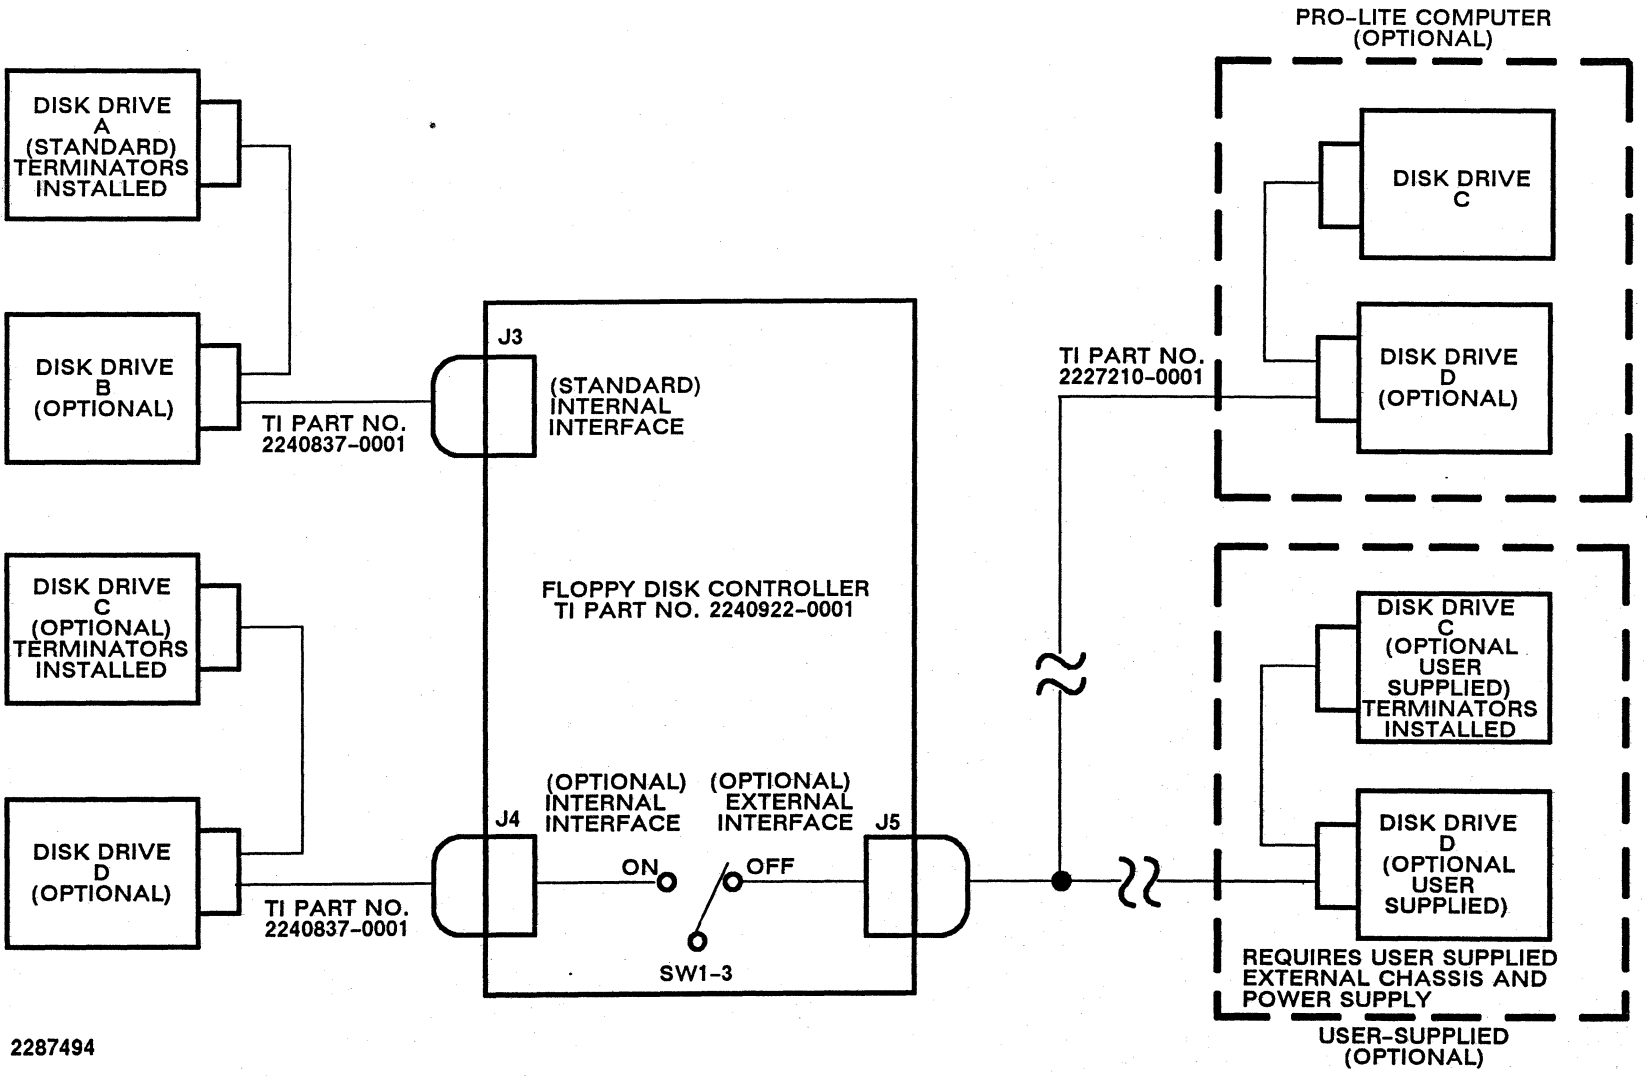 PRO-LITE COMPUTER
(OPTIONAL)
DISK DRIVE
A
(STANDARD)
TERMINATORS
INSTALLED
DISK DRIVE
C
DISK DRIVE
B
(OPTIONAL)
TI PART NO.
2240837-0001
J3
(STANDARD)
INTERNAL
INTERFACE
TI PART NO.
2227210-0001
DISK DRIVE
D
(OPTIONAL)
DISK DRIVE
C
(OPTIONAL)
TERMINATORS
INSTALLED
FLOPPY DISK CONTROLLER
TI PART NO. 2240922-0001
DISK DRIVE
C
(OPTIONAL
USER
SUPPLIED)
TERMINATORS
INSTALLED
DISK DRIVE
D
(OPTIONAL)
TI PART NO.
2240837-0001
J4
(OPTIONAL)
INTERNAL
INTERFACE
(OPTIONAL)
EXTERNAL
INTERFACE
J5
ON
OFF
SW1-3
DISK DRIVE
D
(OPTIONAL
USER
SUPPLIED)
REQUIRES USER SUPPLIED
EXTERNAL CHASSIS AND
POWER SUPPLY
USER-SUPPLIED
(OPTIONAL)
2287494